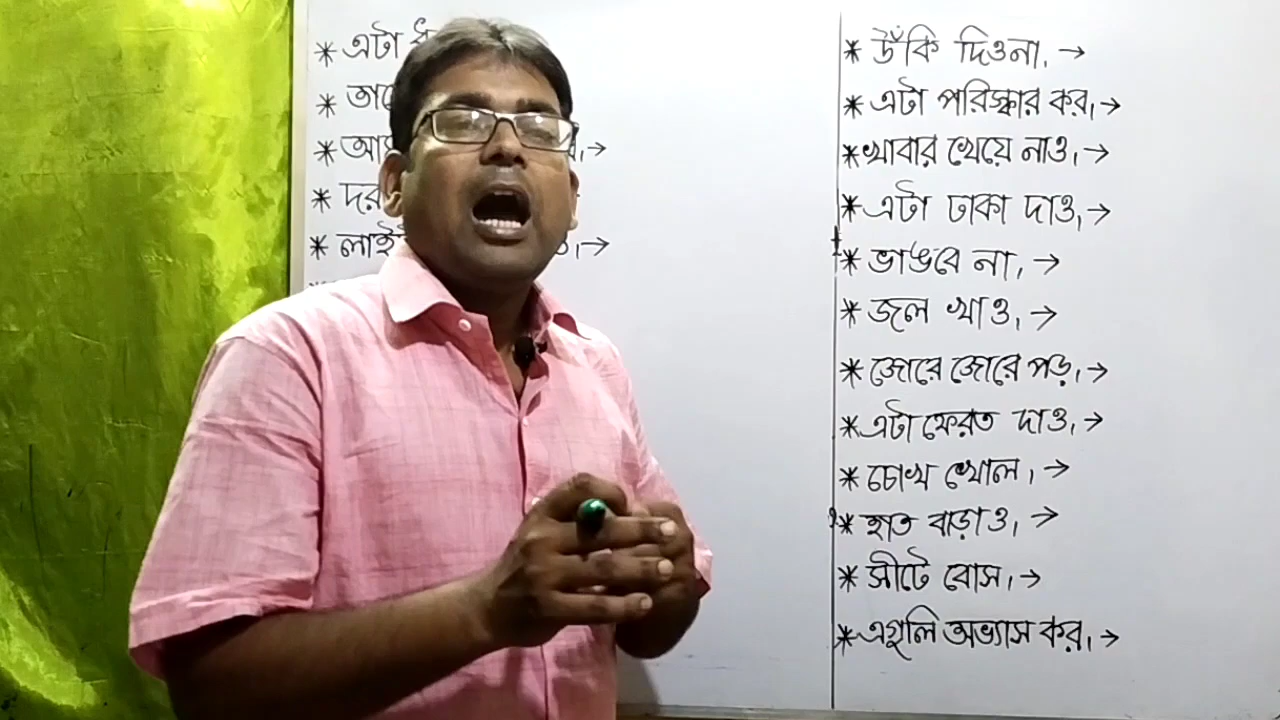 * এটা
*
* আ →
* দর
* লাই →
* উঁকি দিওনা, →
* এটা পরিস্কার কর, →
* খাবার খেয়ে নাও, →
* এটা ঢাকা দাও, →
* ভাঙবে না, →
* জল খাও, →
* জোরে জোরে পড়, →
* এটা ফেরত দাও, →
* চোখ খোল, →
* হাত বাড়াও, →
* সীটে বোস, →
* এগুলি অভ্যাস কর, →